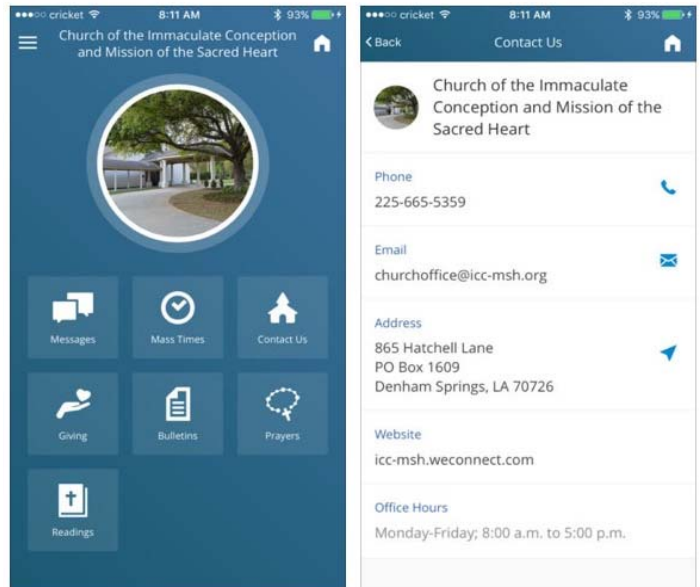 cricket 8:11 AM 93%
Church of the Immaculate Conception
and Mission of the Sacred Heart
Messages
Mass Times
Contact Us
Giving
Bulletins
Prayers
Readings
cricket 8:11 AM 93%
Back Contact Us
Church of the Immaculate
Conception and Mission of the
Sacred Heart
Phone
225-665-5359
Email
churchoffice@icc-msh.org
Address
865 Hatchell Lane
PO Box 1609
Denham Springs, LA 70726
Website
icc-msh.weconnect.com
Office Hours
Monday-Friday; 8:00 a.m. to 5:00 p.m.